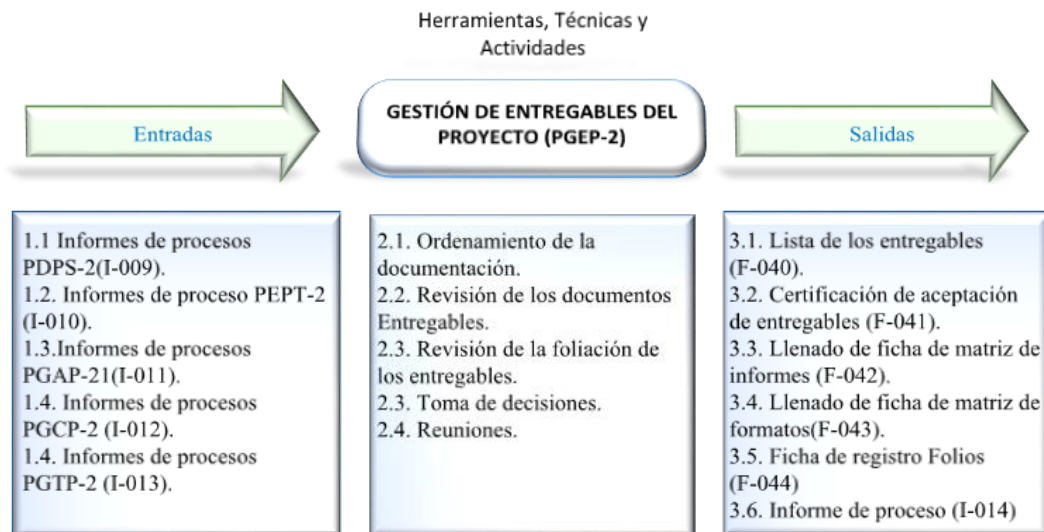 Herramientas, Técnicas y
Actividades
Entradas
GESTIÓN DE ENTREGABLES DEL
PROYECTO (PGEP-2)
Salidas
1.1 Informes de procesos
PDPS-2(I-009).
1.2. Informes de proceso PEPT-2
(I-010).
1.3.Informes de procesos
PGAP-21(I-011).
1.4. Informes de procesos
PGCP-2 (I-012).
1.4. Informes de procesos
PGTP-2 (I-013).
2.1. Ordenamiento de la
documentación.
2.2. Revisión de los documentos
Entregables.
2.3. Revisión de la foliación de
los entregables.
2.3. Toma de decisiones.
2.4. Reuniones.
3.1. Lista de los entregables
(F-040).
3.2. Certificación de aceptación
de entregables (F-041).
3.3. Llenado de ficha de matriz de
informes (F-042).
3.4. Llenado de ficha de matriz de
formatos(F-043).
3.5. Ficha de registro Folios
(F-044)
3.6. Informe de proceso (I-014)